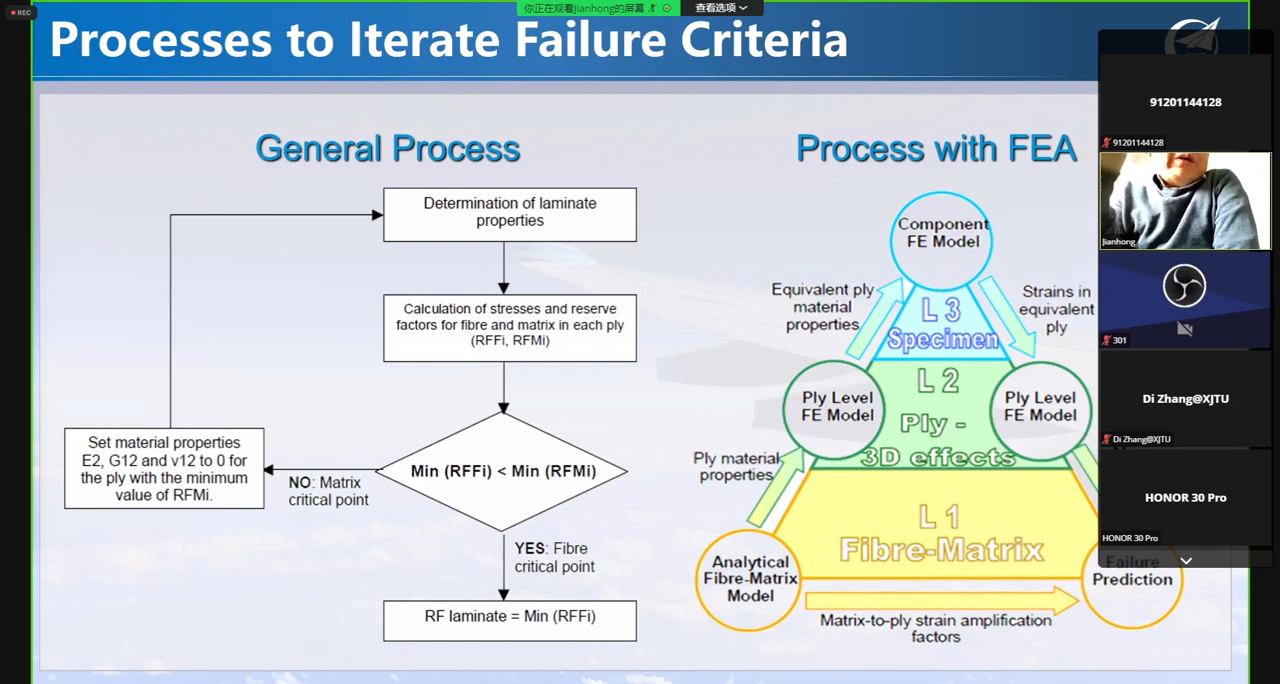 REC
你正在观看Jianhong的屏幕
查看选项
Processes to Iterate Failure Criteria
General Process
Determination of laminate
properties
Calculation of stresses and reserve
factors for fibre and matrix in each ply
(RFFi, RFMi)
Min (RFFi) < Min (RFMi)
NO: Matrix
critical point
Set material properties
E2, G12 and v12 to 0 for
the ply with the minimum
value of RFMi.
YES: Fibre
critical point
RF laminate = Min (RFFi)
Process with FEA
Component
FE Model
Equivalent ply
material
properties
Strains in
equivalent
ply
L 3
Specimen
Ply Level
FE Model
L 2
Ply -
3D effects
Ply Level
FE Model
Ply material
properties
L 1
Fibre-Matrix
Analytical
Fibre-Matrix
Model
Failure
Prediction
Matrix-to-ply strain amplification
factors
91201144128
91201144128
Jianhong
301
Di Zhang@XJTU
Di Zhang@XJTU
HONOR 30 Pro
HONOR 30 Pro